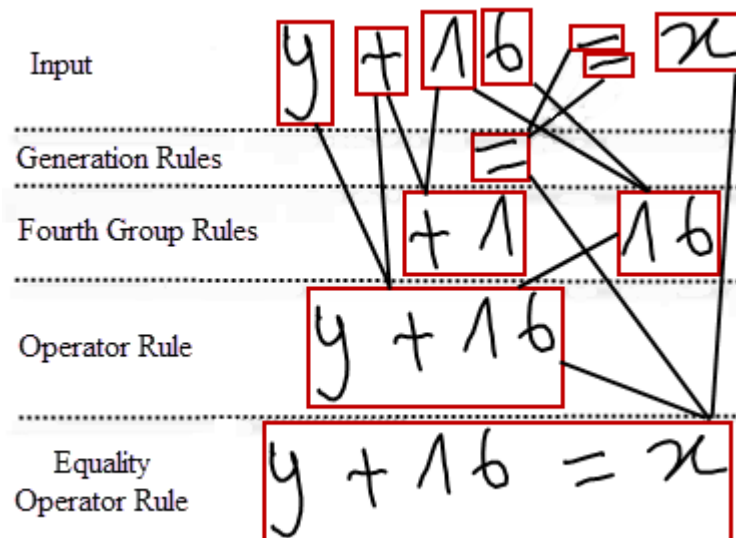 Input y + 1 6 = x
Generation Rules =
Fourth Group Rules + 1 1 6
Operator Rule y + 1 6
Equality
Operator Rule y + 1 6 = x